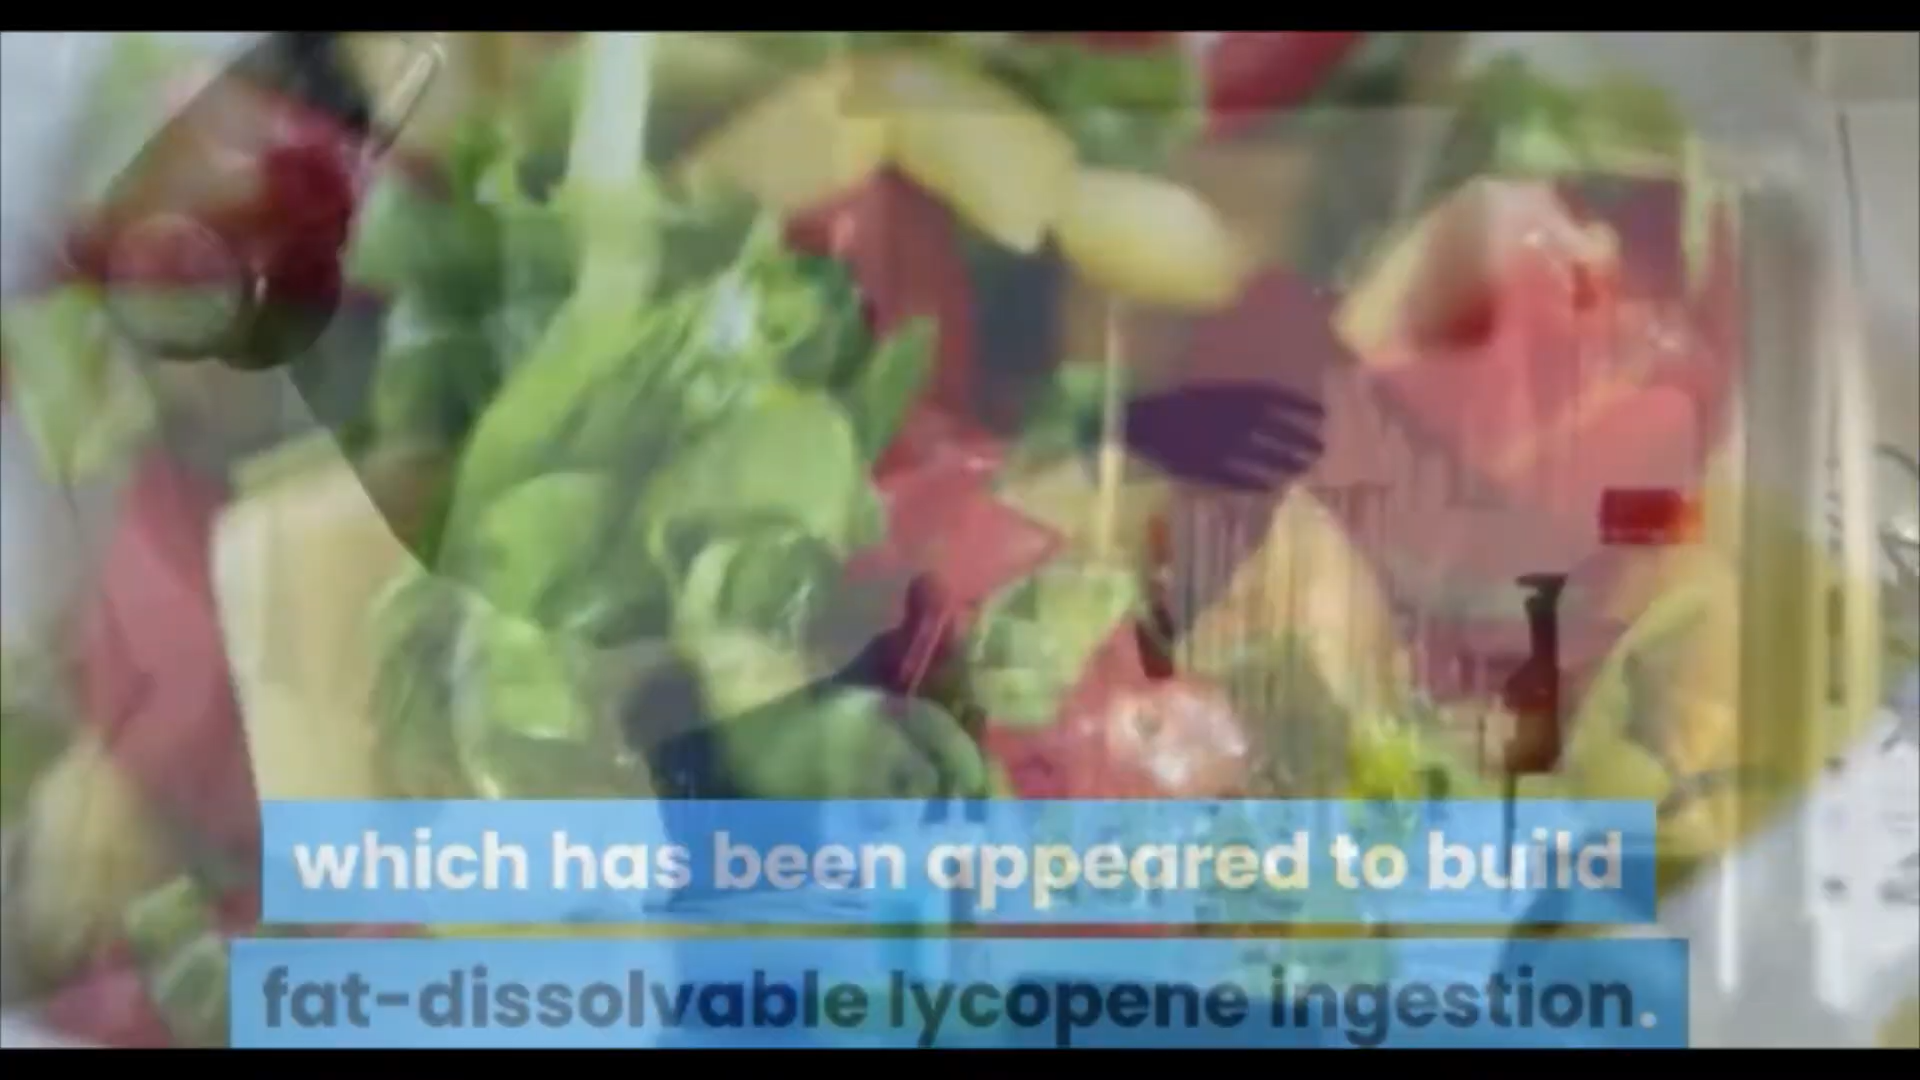 which has been appeared to build
fat-dissolvable lycopene ingestion.